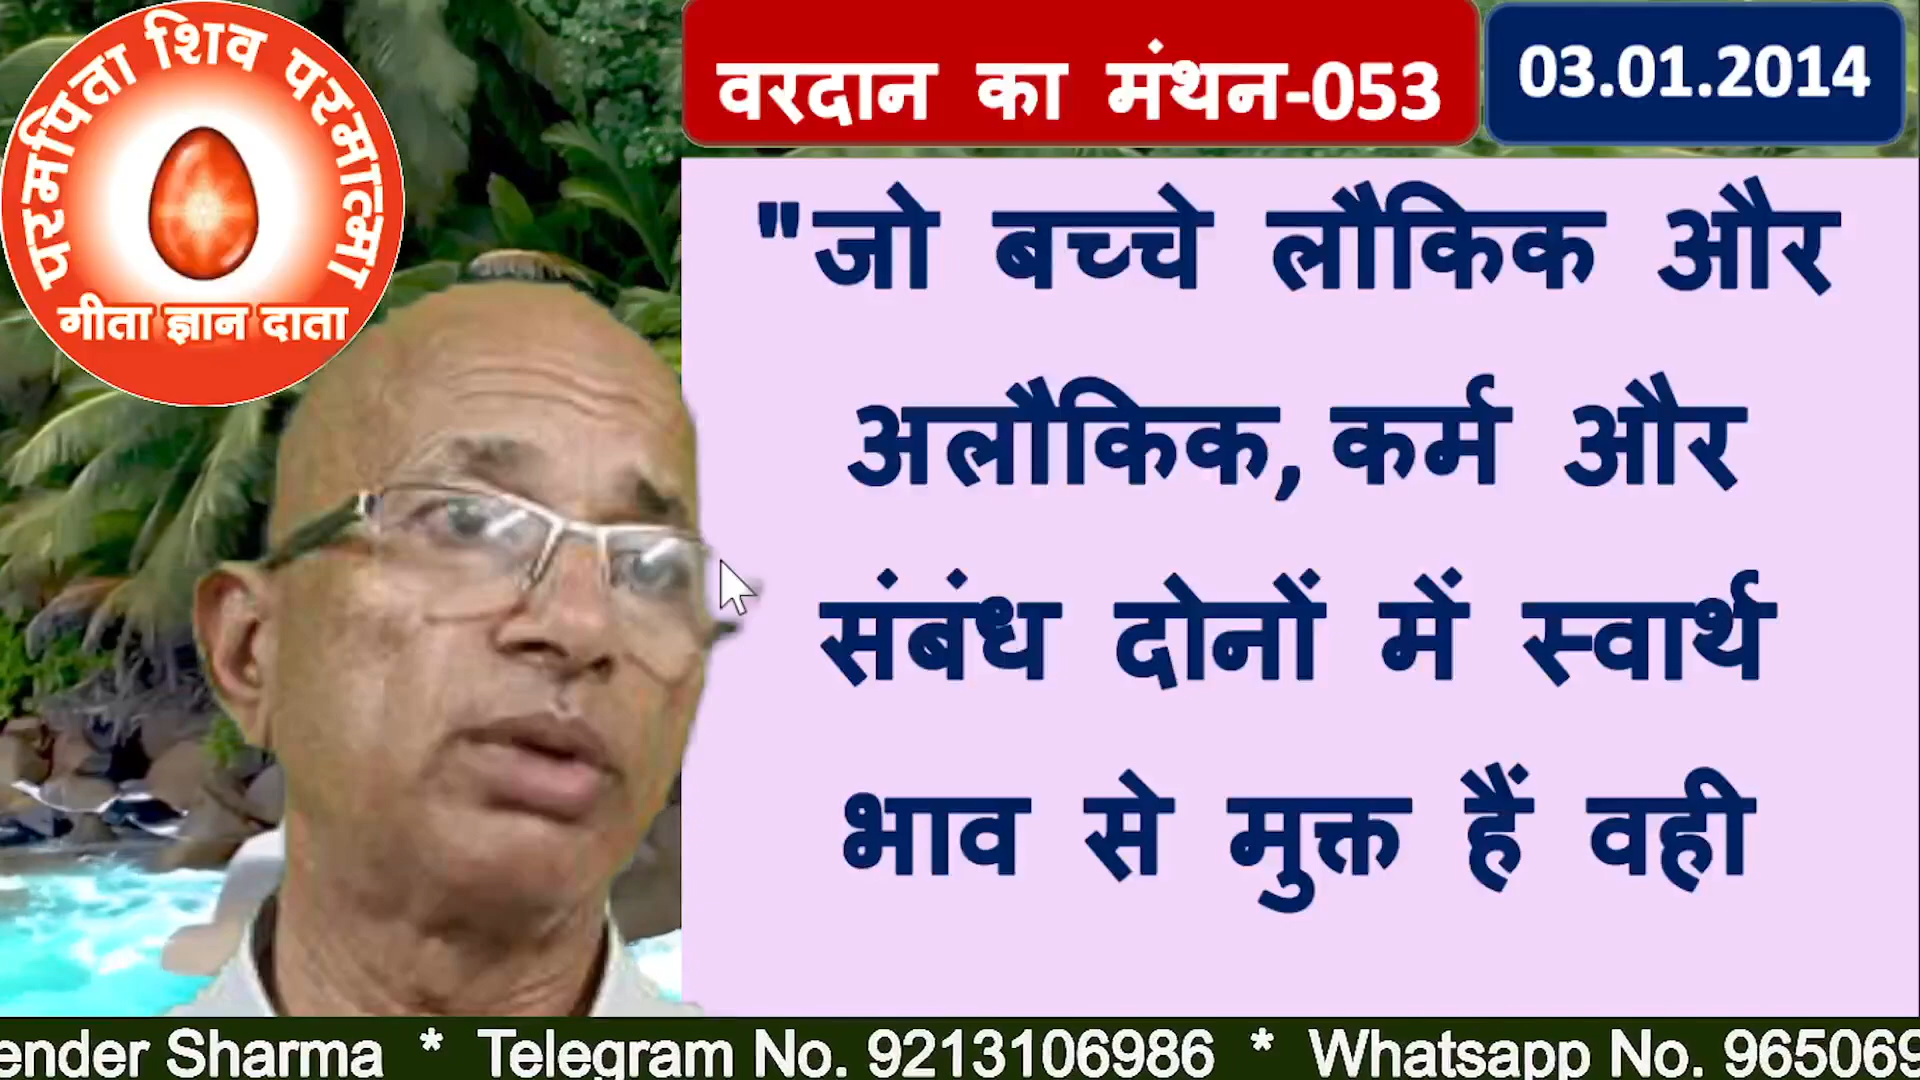 परमपिता शिव परमात्मा
गीता ज्ञान दाता
वरदान का मंथन-053
03.01.2014
"जो बच्चे लौकिक और
अलौकिक, कर्म और
संबंध दोनों में स्वार्थ
भाव से मुक्त हैं वही
ender Sharma * Telegram No. 9213106986 * Whatsapp No. 965069